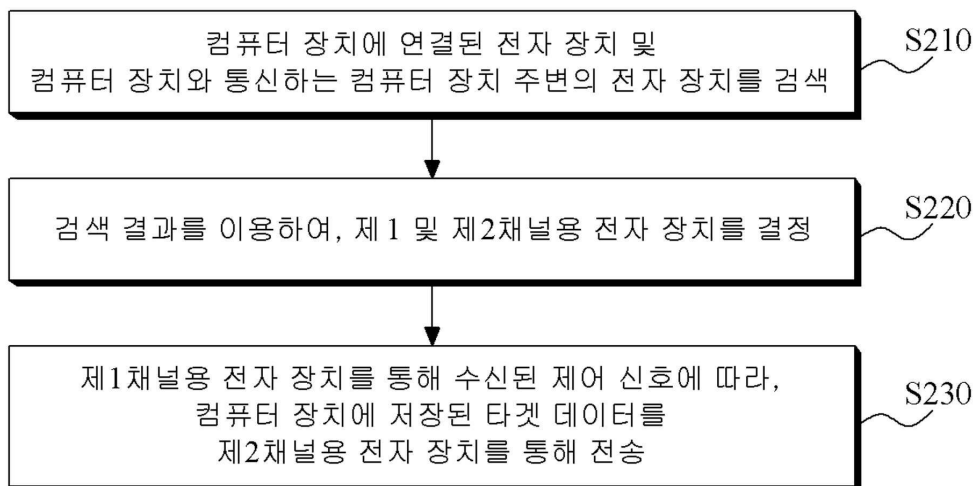 컴퓨터 장치에 연결된 전자 장치 및
컴퓨터 장치와 통신하는 컴퓨터 장치 주변의 전자 장치를 검색
S210
검색 결과를 이용하여, 제1 및 제2채널용 전자 장치를 결정
S220
제1채널용 전자 장치를 통해 수신된 제어 신호에 따라,
컴퓨터 장치에 저장된 타겟 데이터를
제2채널용 전자 장치를 통해 전송
S230